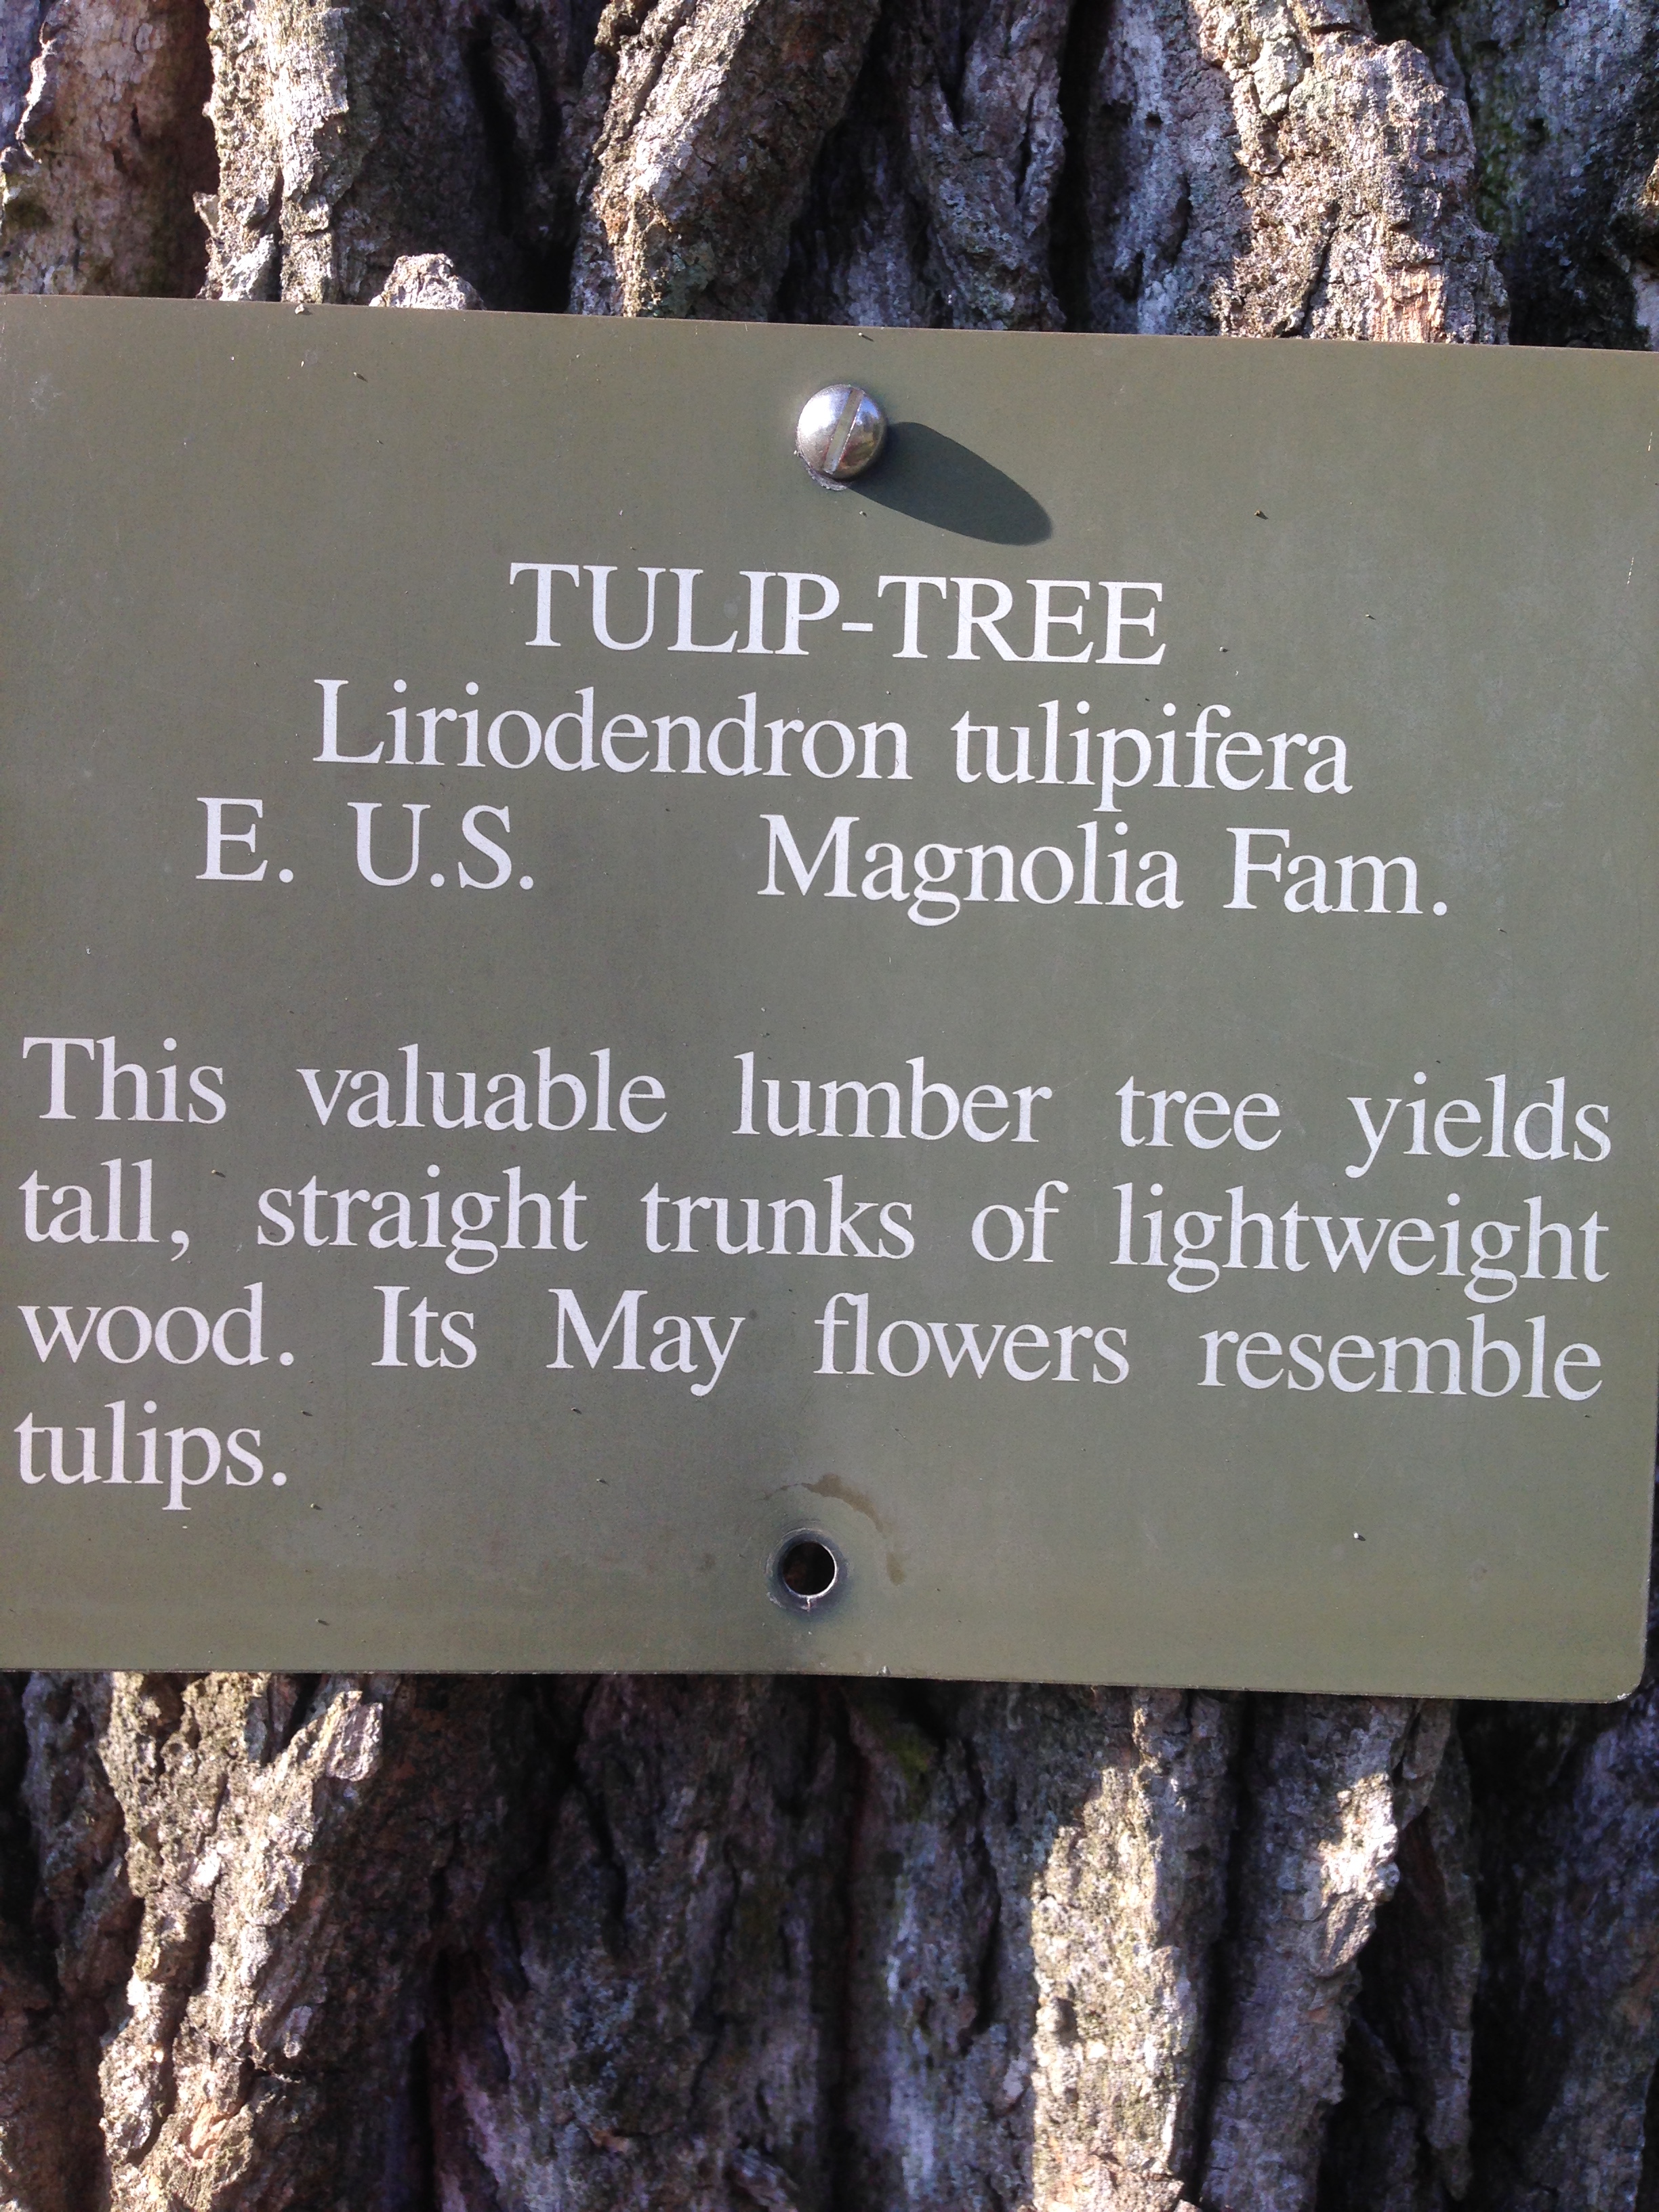 TULIP-TREE
Liriodendron tulipifera
E. U.S. Magnolia Fam.
This valuable lumber tree yields
tall, straight trunks of lightweight
wood. Its May flowers resemble
tulips.